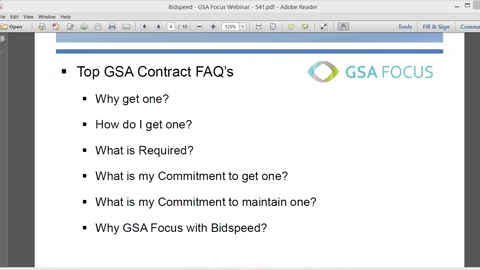 Bidspeed - GSA Focus Webinar - 541.pdf - Adobe Reader
File Edit View Window Help
Open 4 / 10 125% Tools Fill & Sign Comment
Top GSA Contract FAQ's
GSA FOCUS
Why get one?
How do I get one?
What is Required?
What is my Commitment to get one?
What is my Commitment to maintain one?
Why GSA Focus with Bidspeed?